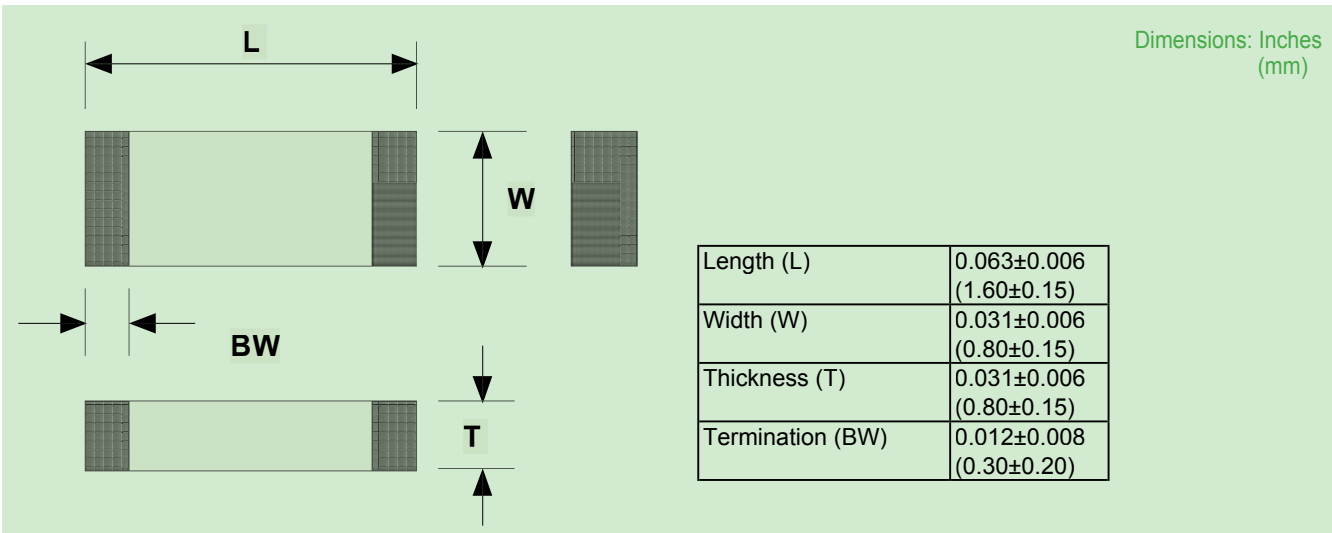 L
Dimensions: Inches
(mm)
W
Length (L) 0.063±0.006
(1.60±0.15)
Width (W) 0.031±0.006
(0.80±0.15)
Thickness (T) 0.031±0.006
(0.80±0.15)
Termination (BW) 0.012±0.008
(0.30±0.20)
BW
T